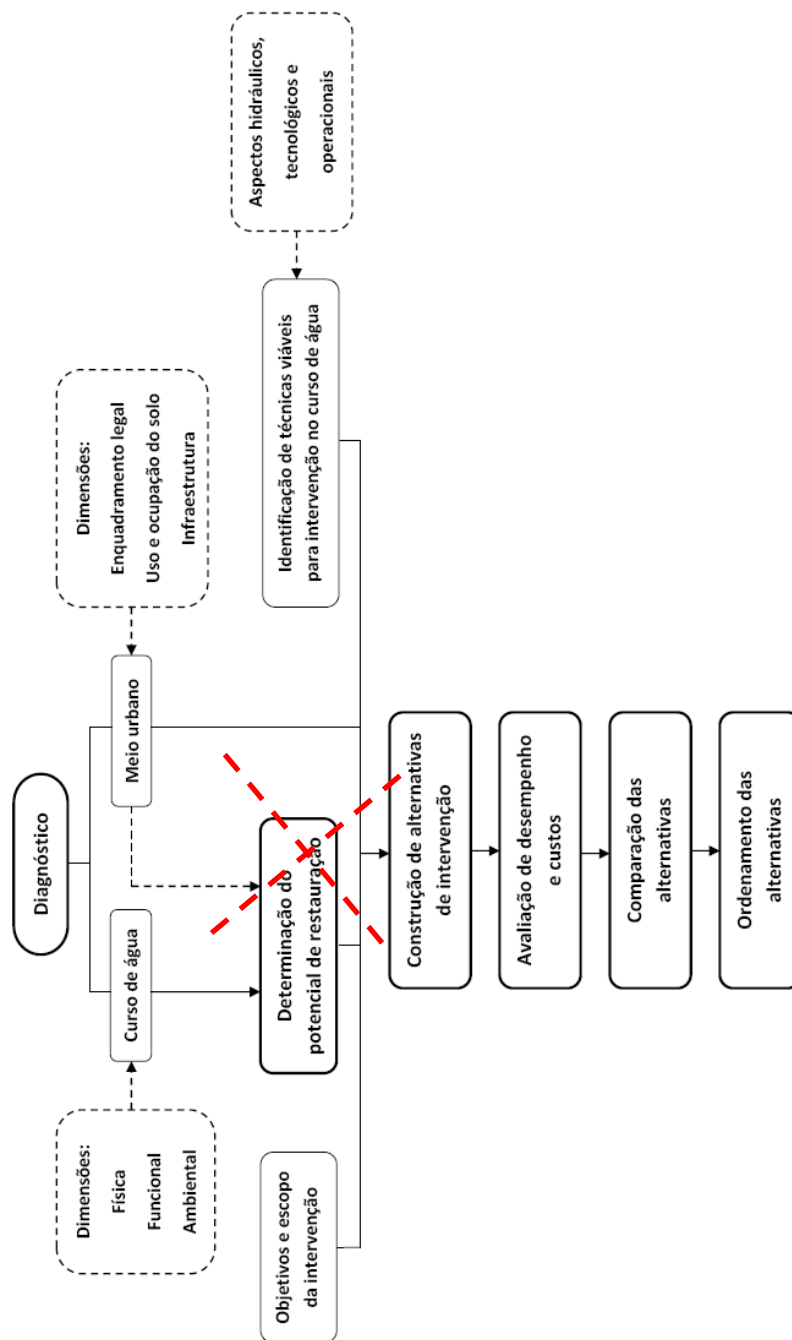 Diagnóstico
Dimensões:
Física
Funcional
Ambiental
Curso de água
Meio urbano
Dimensões:
Enquadramento legal
Uso e ocupação do solo
Infraestrutura
Objetivos e escopo
da intervenção
Determinação do
potencial de restauração
Identificação de técnicas viáveis
para intervenção no curso de água
Aspectos hidráulicos,
tecnológicos e
operacionais
Construção de alternativas
de intervenção
Avaliação de desempenho
e custos
Comparação das
alternativas
Ordenamento das
alternativas